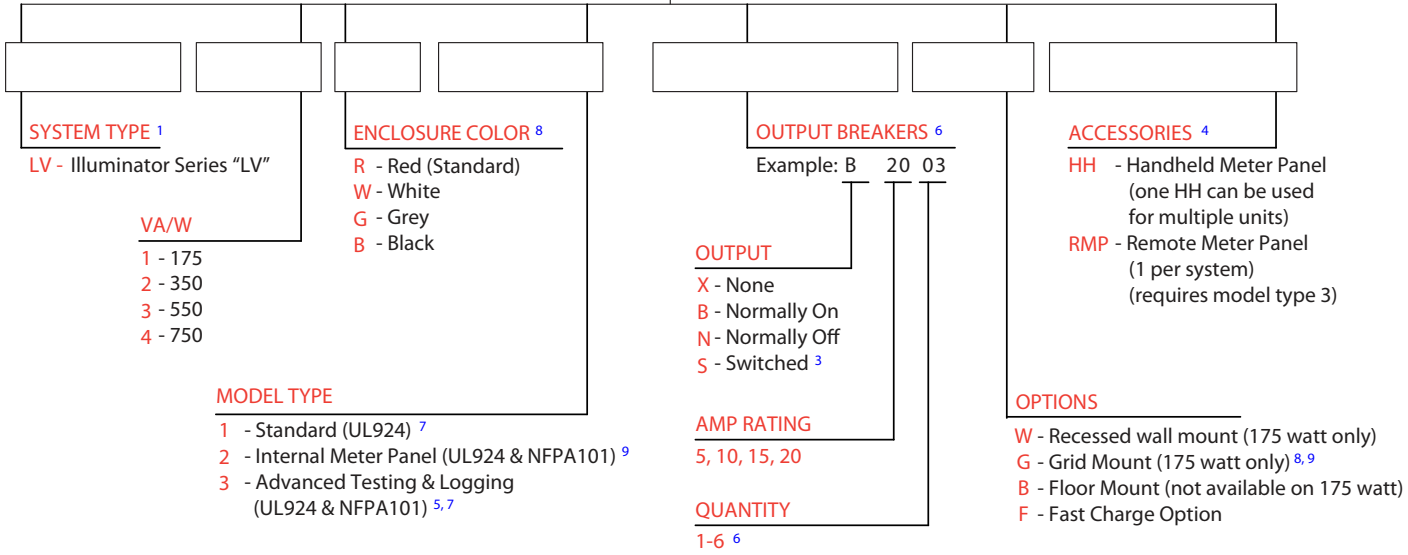 SYSTEM TYPE 1
LV - Illuminator Series “LV”
VA/W
1 - 175
2 - 350
3 - 550
4 - 750
ENCLOSURE COLOR 8
R - Red (Standard)
W - White
G - Grey
B - Black
MODEL TYPE
1 - Standard (UL924) 7
2 - Internal Meter Panel (UL924 & NFPA101) 9
3 - Advanced Testing & Logging
(UL924 & NFPA101) 5, 7
OUTPUT BREAKERS 6
Example: B 20 03
OUTPUT
X - None
B - Normally On
N - Normally Off
S - Switched 3
AMP RATING
5, 10, 15, 20
QUANTITY
1-6 6
ACCESSORIES 4
HH - Handheld Meter Panel
(one HH can be used
for multiple units)
RMP - Remote Meter Panel
(1 per system)
(requires model type 3)
OPTIONS
W - Recessed wall mount (175 watt only)
G - Grid Mount (175 watt only) 8, 9
B - Floor Mount (not available on 175 watt)
F - Fast Charge Option